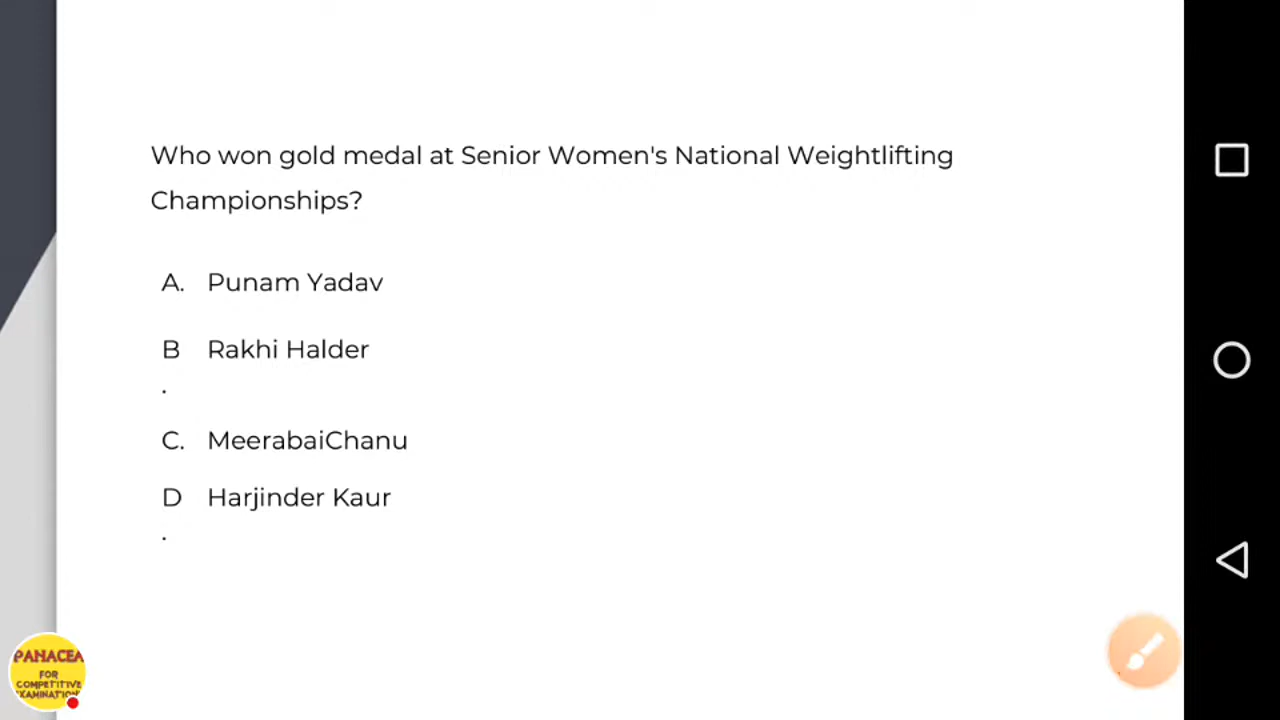 Who won gold medal at Senior Women's National Weightlifting
Championships?
A. Punam Yadav
B Rakhi Halder
.
C. MeerabaiChanu
D Harjinder Kaur
.
PANACEA
FOR
COMPETITIVE
EXAMINATION